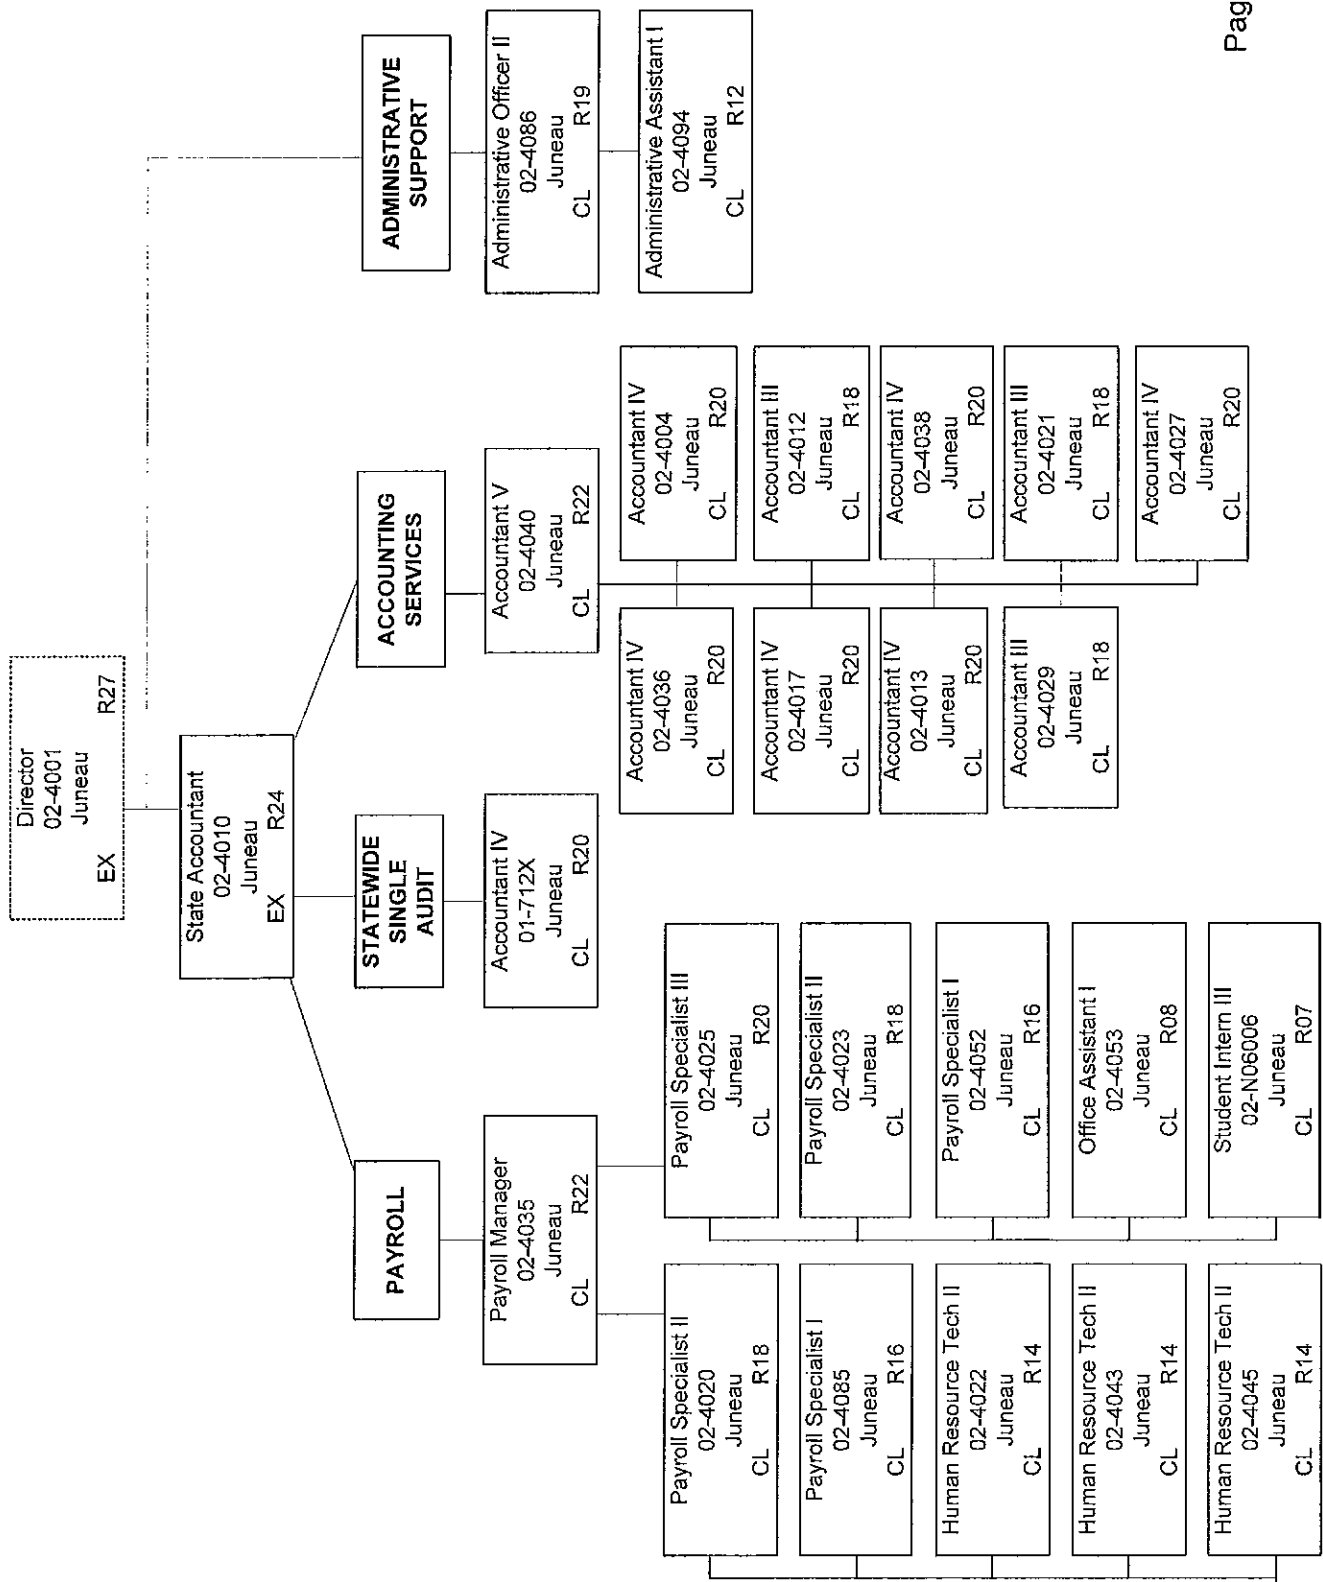 Director
02-4001
Juneau
EX R27
State Accountant
02-4010
Juneau
EX R24
PAYROLL
Payroll Manager
02-4035
Juneau
CL R22
Payroll Specialist II
02-4020
Juneau
CL R18
Payroll Specialist I
02-4085
Juneau
CL R16
Human Resource Tech II
02-4022
Juneau
CL R14
Human Resource Tech II
02-4043
Juneau
CL R14
Human Resource Tech II
02-4045
Juneau
CL R14
Payroll Specialist III
02-4025
Juneau
CL R20
Payroll Specialist II
02-4023
Juneau
CL R18
Payroll Specialist I
02-4052
Juneau
CL R16
Office Assistant I
02-4053
Juneau
CL R08
Student Intern III
02-N06006
Juneau
CL R07
STATEWIDE
SINGLE
AUDIT
Accountant IV
01-712X
Juneau
CL R20
ACCOUNTING
SERVICES
Accountant V
02-4040
Juneau
CL R22
Accountant IV
02-4036
Juneau
CL R20
Accountant IV
02-4017
Juneau
CL R20
Accountant IV
02-4013
Juneau
CL R20
Accountant III
02-4029
Juneau
CL R18
Accountant IV
02-4004
Juneau
CL R20
Accountant III
02-4012
Juneau
CL R18
Accountant IV
02-4038
Juneau
CL R20
Accountant III
02-4021
Juneau
CL R18
Accountant IV
02-4027
Juneau
CL R20
ADMINISTRATIVE
SUPPORT
Administrative Officer II
02-4086
Juneau
CL R19
Administrative Assistant I
02-4094
Juneau
CL R12
Pag